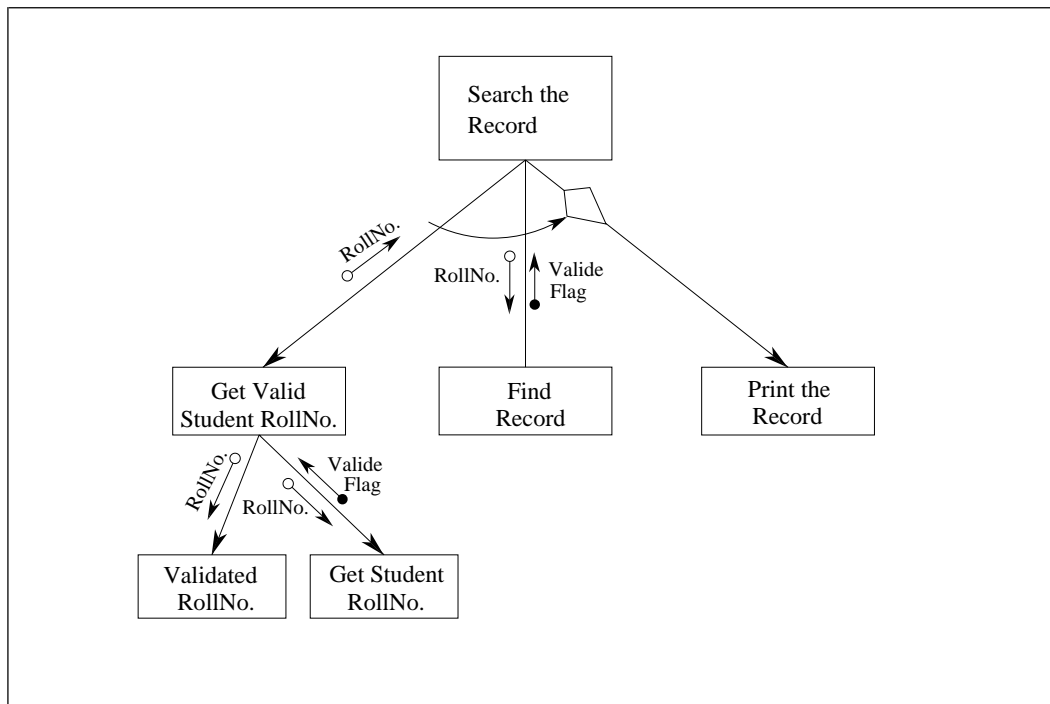 Search the
Record
RollNo.
RollNo.
Valide
Flag
Get Valid
Student RollNo.
Find
Record
Print the
Record
RollNo.
RollNo.
Valide
Flag
Validated
RollNo.
Get Student
RollNo.